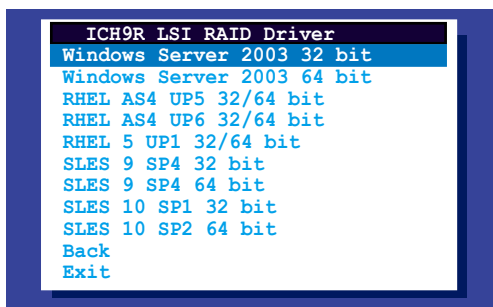 ICH9R LSI RAID Driver
Windows Server 2003 32 bit
Windows Server 2003 64 bit
RHEL AS4 UP5 32/64 bit
RHEL AS4 UP6 32/64 bit
RHEL 5 UP1 32/64 bit
SLES 9 SP4 32 bit
SLES 9 SP4 64 bit
SLES 10 SP1 32 bit
SLES 10 SP2 64 bit
Back
Exit